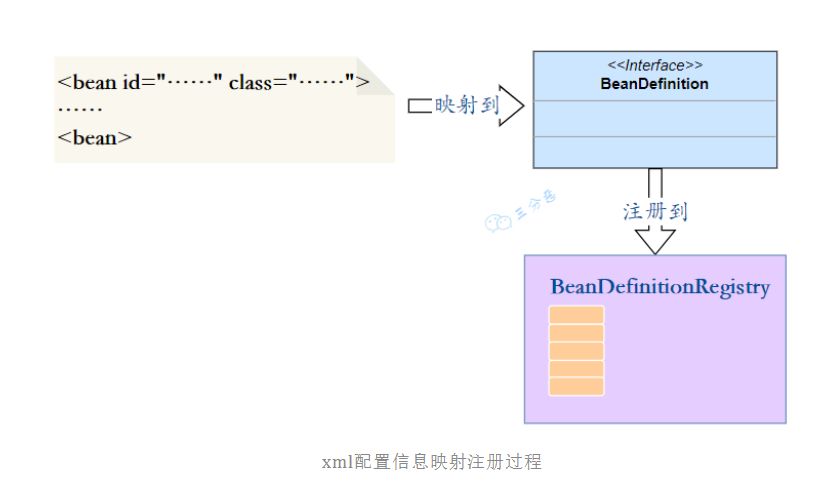 <bean id="······" class="······">
······
<bean>
映射到
<<Interface>>
BeanDefinition
注册到
三分恶
BeanDefinitionRegistry
xml配置信息映射注册过程